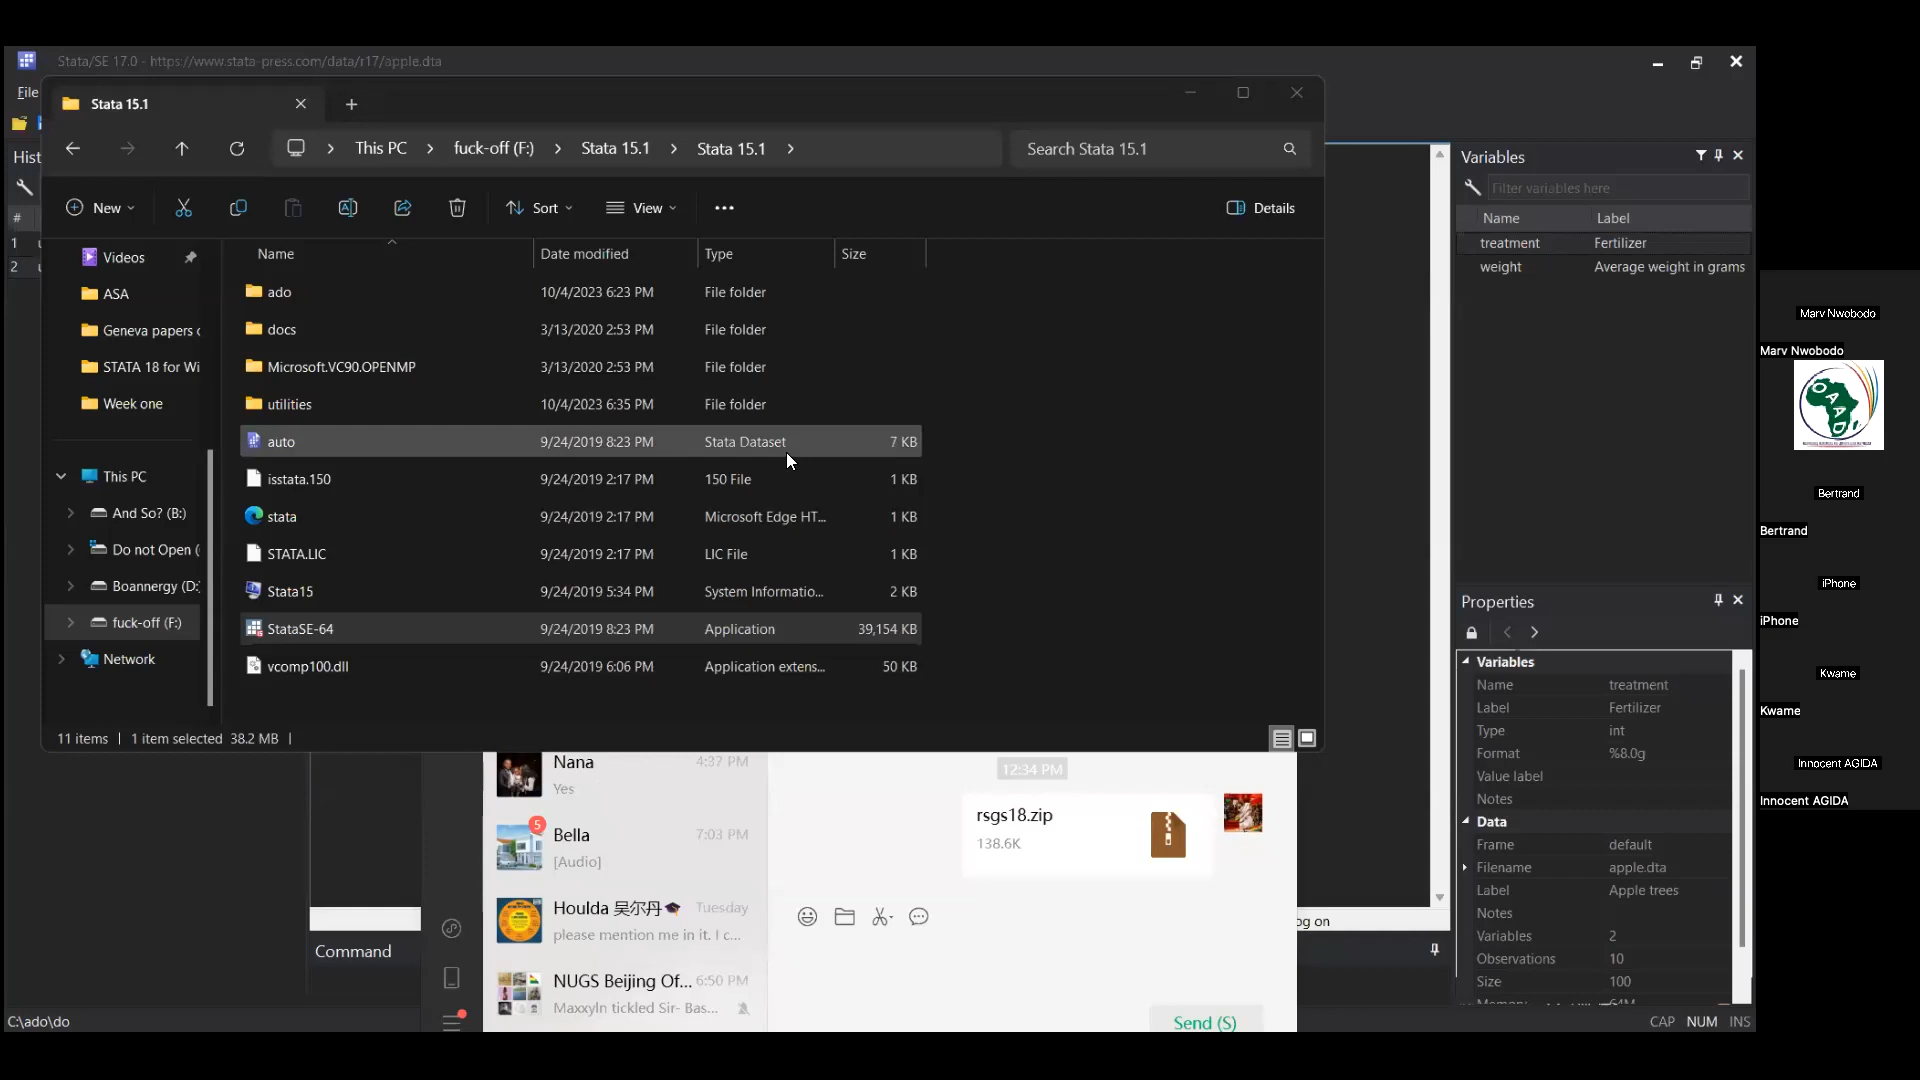 Stata/SE 17.0 - https://www.stata-press.com/data/r17/apple.dta
File
Stata 15.1
This PC
fuck-off (F:)
Stata 15.1
Stata 15.1
Search Stata 15.1
Hist
New
Sort
View
Details
#
1
2
Videos
ASA
Geneva papers
STATA 18 for Wi
Week one
This PC
And So? (B:)
Do not Open (
Boannergy (D:
fuck-off (F:)
Network
Name Date modified Type Size
ado 10/4/2023 6:23 PM File folder
docs 3/13/2020 2:53 PM File folder
Microsoft.VC90.OPENMP 3/13/2020 2:53 PM File folder
utilities 10/4/2023 6:35 PM File folder
auto 9/24/2019 8:23 PM Stata Dataset 7 KB
isstata.150 9/24/2019 2:17 PM 150 File 1 KB
stata 9/24/2019 2:17 PM Microsoft Edge HT... 1 KB
STATA.LIC 9/24/2019 2:17 PM LIC File 1 KB
Stata15 9/24/2019 5:34 PM System Informatio... 2 KB
StataSE-64 9/24/2019 8:23 PM Application 39,154 KB
vcomp100.dll 9/24/2019 6:06 PM Application extens... 50 KB
11 items 1 item selected 38.2 MB
Nana 4:37 PM
Yes
5
Bella 7:03 PM
[Audio]
Houlda 吴尔丹🎓 Tuesday
please mention me in it. I c...
NUGS Beijing Of... 6:50 PM
Maxxyln tickled Sir- Bas...
12:34 PM
rsgs18.zip
138.6K
Send (S)
og on
Command
C:\ado\do
CAP NUM INS
Variables
Filter variables here
Name Label
treatment Fertilizer
weight Average weight in grams
Properties
Variables
Name treatment
Label Fertilizer
Type int
Format %8.0g
Value label
Notes
Data
Frame default
Filename apple.dta
Label Apple trees
Notes
Variables 2
Observations 10
Size 100
Marv Nwobodo
Marv Nwobodo
OAAD
Bertrand
Bertrand
iPhone
iPhone
Kwame
Kwame
Innocent AGIDA
Innocent AGIDA